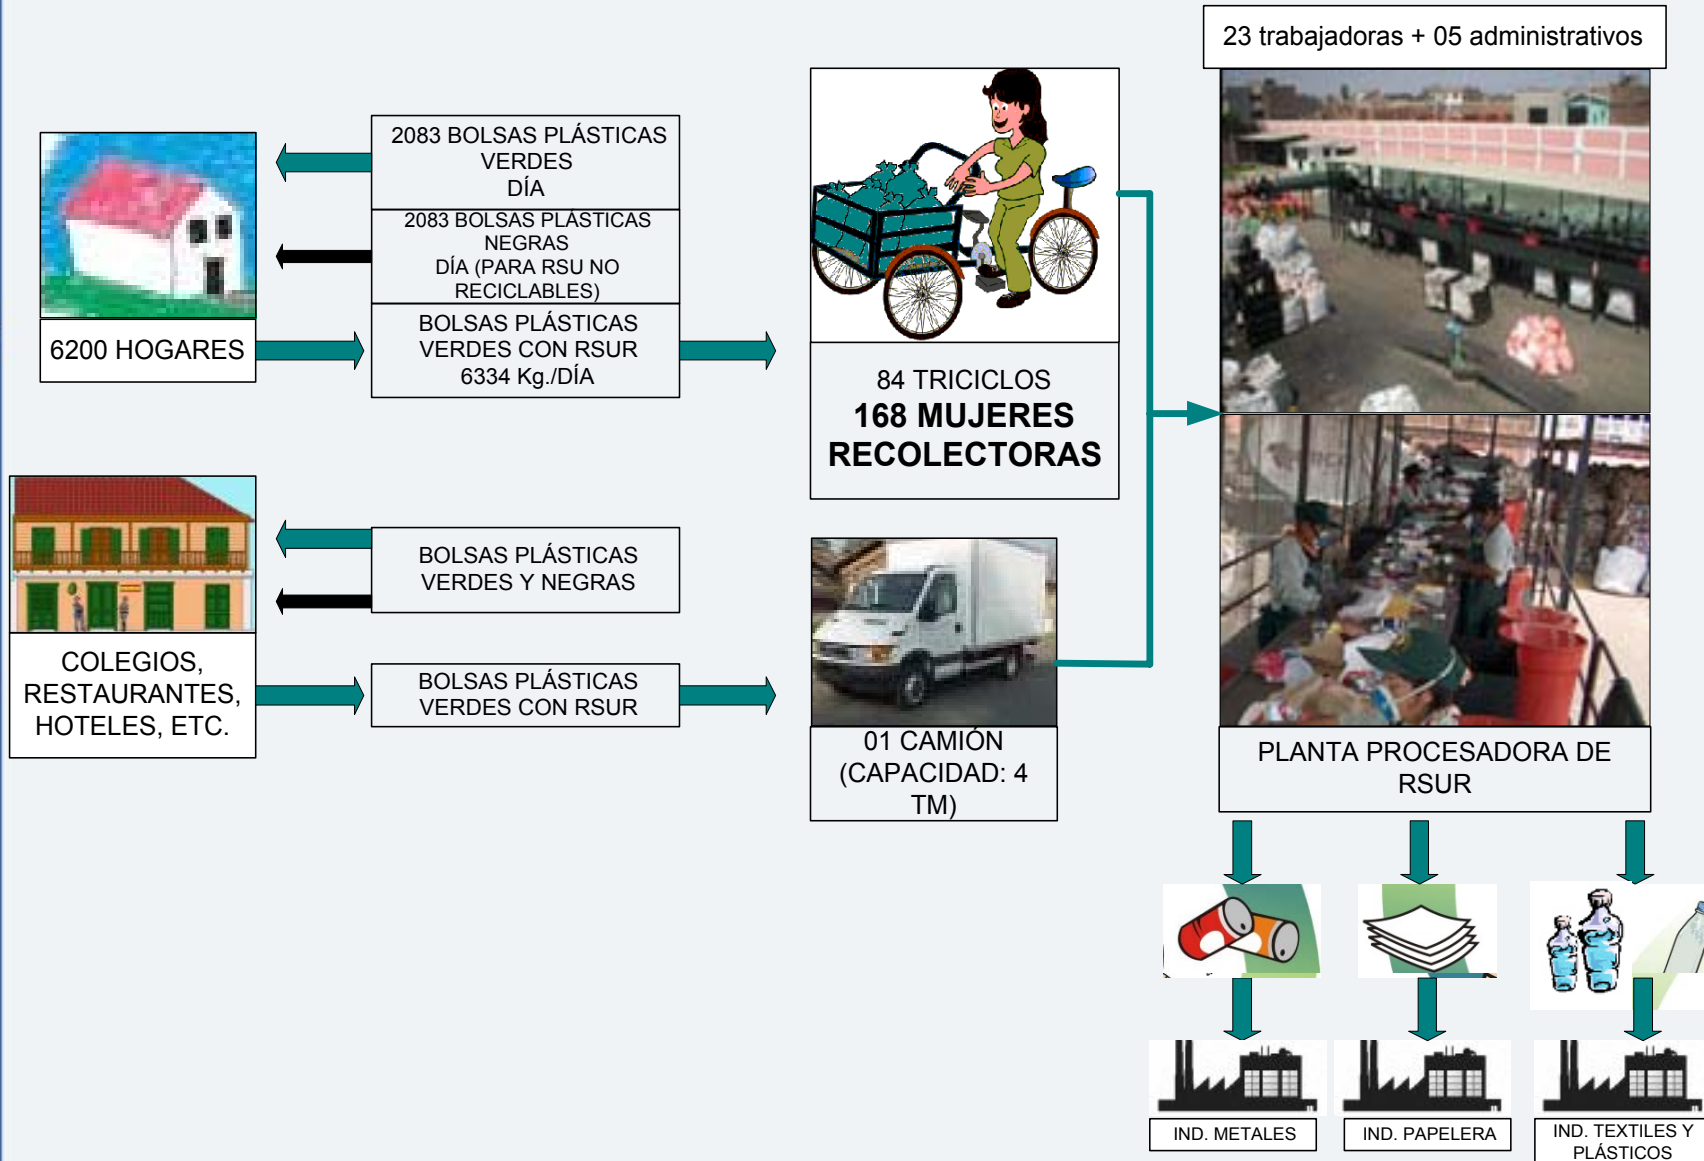 23 trabajadoras + 05 administrativos
2083 BOLSAS PLÁSTICAS
VERDES
DÍA
2083 BOLSAS PLÁSTICAS
NEGRAS
DÍA (PARA RSU NO
RECICLABLES)
BOLSAS PLÁSTICAS
VERDES CON RSUR
6334 Kg./DÍA
6200 HOGARES
84 TRICICLOS
168 MUJERES
RECOLECTORAS
BOLSAS PLÁSTICAS
VERDES Y NEGRAS
COLEGIOS,
RESTAURANTES,
HOTELES, ETC.
BOLSAS PLÁSTICAS
VERDES CON RSUR
01 CAMIÓN
(CAPACIDAD: 4
TM)
PLANTA PROCESADORA DE
RSUR
IND. METALES
IND. PAPELERA
IND. TEXTILES Y
PLÁSTICOS